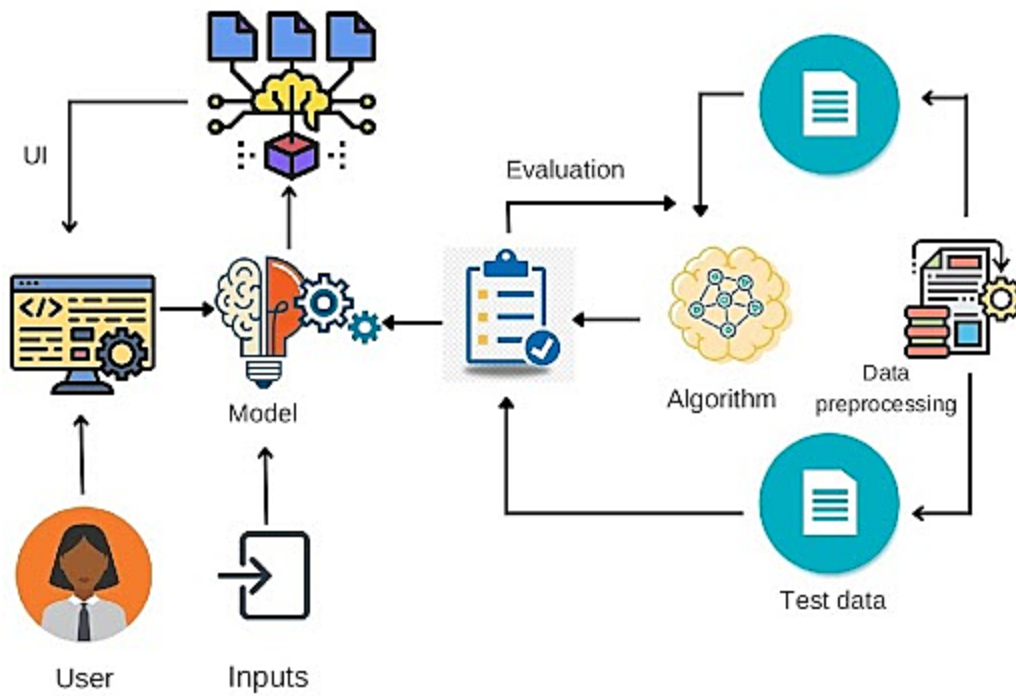 UI
Evaluation
</>
Model
Algorithm
Data
preprocessing
Test data
User
Inputs